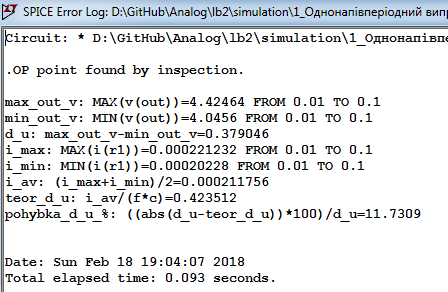 SPICE Error Log: D:\GitHub\Analog\lb2\simulation\1_Однонапівперіодний випр
Circuit: * D:\GitHub\Analog\lb2\simulation\1_Однонапівпе
.OP point found by inspection.
max_out_v: MAX(v(out))=4.42464 FROM 0.01 TO 0.1
min_out_v: MIN(v(out))=4.0456 FROM 0.01 TO 0.1
d_u: max_out_v-min_out_v=0.379046
i_max: MAX(i(r1))=0.000221232 FROM 0.01 TO 0.1
i_min: MIN(i(r1))=0.00020228 FROM 0.01 TO 0.1
i_av: (i_max+i_min)/2=0.000211756
teor_d_u: i_av/(f*c)=0.423512
pohybka_d_u_%: ((abs(d_u-teor_d_u))*100)/d_u=11.7309
Date: Sun Feb 18 19:04:07 2018
Total elapsed time: 0.093 seconds.